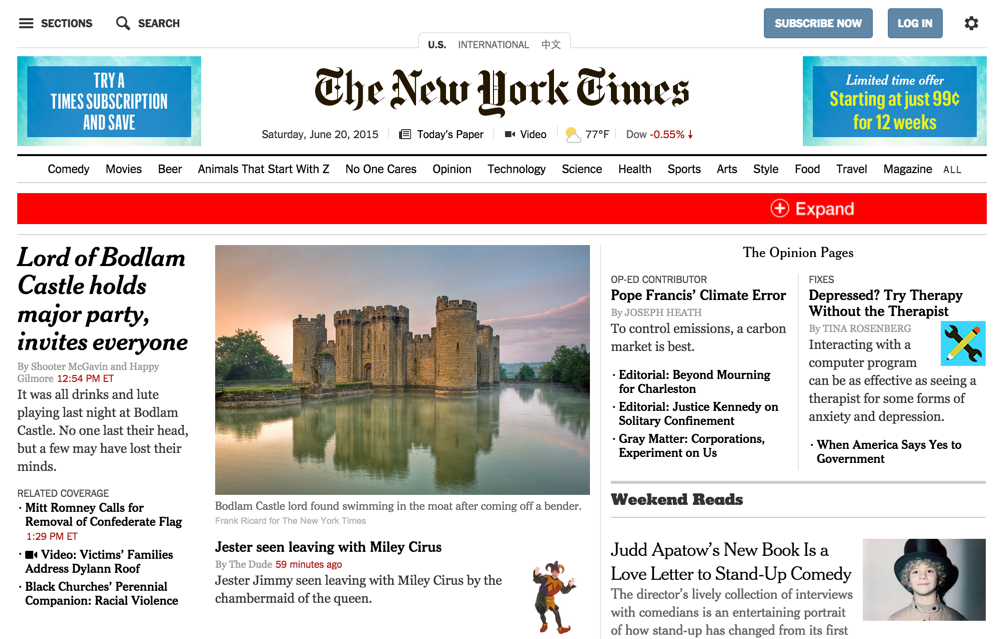 SECTIONS
SEARCH
SUBSCRIBE NOW
LOG IN
U.S.
INTERNATIONAL
中文
TRY A
TIMES SUBSCRIPTION
AND SAVE
The New York Times
Limited time offer
Starting at just 99¢
for 12 weeks
Saturday, June 20, 2015
Today's Paper
Video
77°F
Dow -0.55% ↓
Comedy
Movies
Beer
Animals That Start With Z
No One Cares
Opinion
Technology
Science
Health
Sports
Arts
Style
Food
Travel
Magazine
ALL
Expand
Lord of Bodlam
Castle holds
major party,
invites everyone
By Shooter McGavin and Happy
Gilmore 12:54 PM ET
It was all drinks and lute
playing last night at Bodlam
Castle. No one last their head,
but a few may have lost their
minds.
RELATED COVERAGE
· Mitt Romney Calls for
Removal of Confederate Flag
1:29 PM ET
· Video: Victims' Families
Address Dylann Roof
· Black Churches' Perennial
Companion: Racial Violence
Bodlam Castle lord found swimming in the moat after coming off a bender.
Frank Ricard for The New York Times
Jester seen leaving with Miley Cirus
By The Dude 59 minutes ago
Jester Jimmy seen leaving with Miley Cirus by the
chambermaid of the queen.
The Opinion Pages
OP-ED CONTRIBUTOR
Pope Francis' Climate Error
By JOSEPH HEATH
To control emissions, a carbon
market is best.
· Editorial: Beyond Mourning
for Charleston
· Editorial: Justice Kennedy on
Solitary Confinement
· Gray Matter: Corporations,
Experiment on Us
FIXES
Depressed? Try Therapy
Without the Therapist
By TINA ROSENBERG
Interacting with a
computer program
can be as effective as seeing a
therapist for some forms of
anxiety and depression.
· When America Says Yes to
Government
Weekend Reads
Judd Apatow's New Book Is a
Love Letter to Stand-Up Comedy
The director's lively collection of interviews
with comedians is an entertaining portrait
of how stand-up has changed from its first